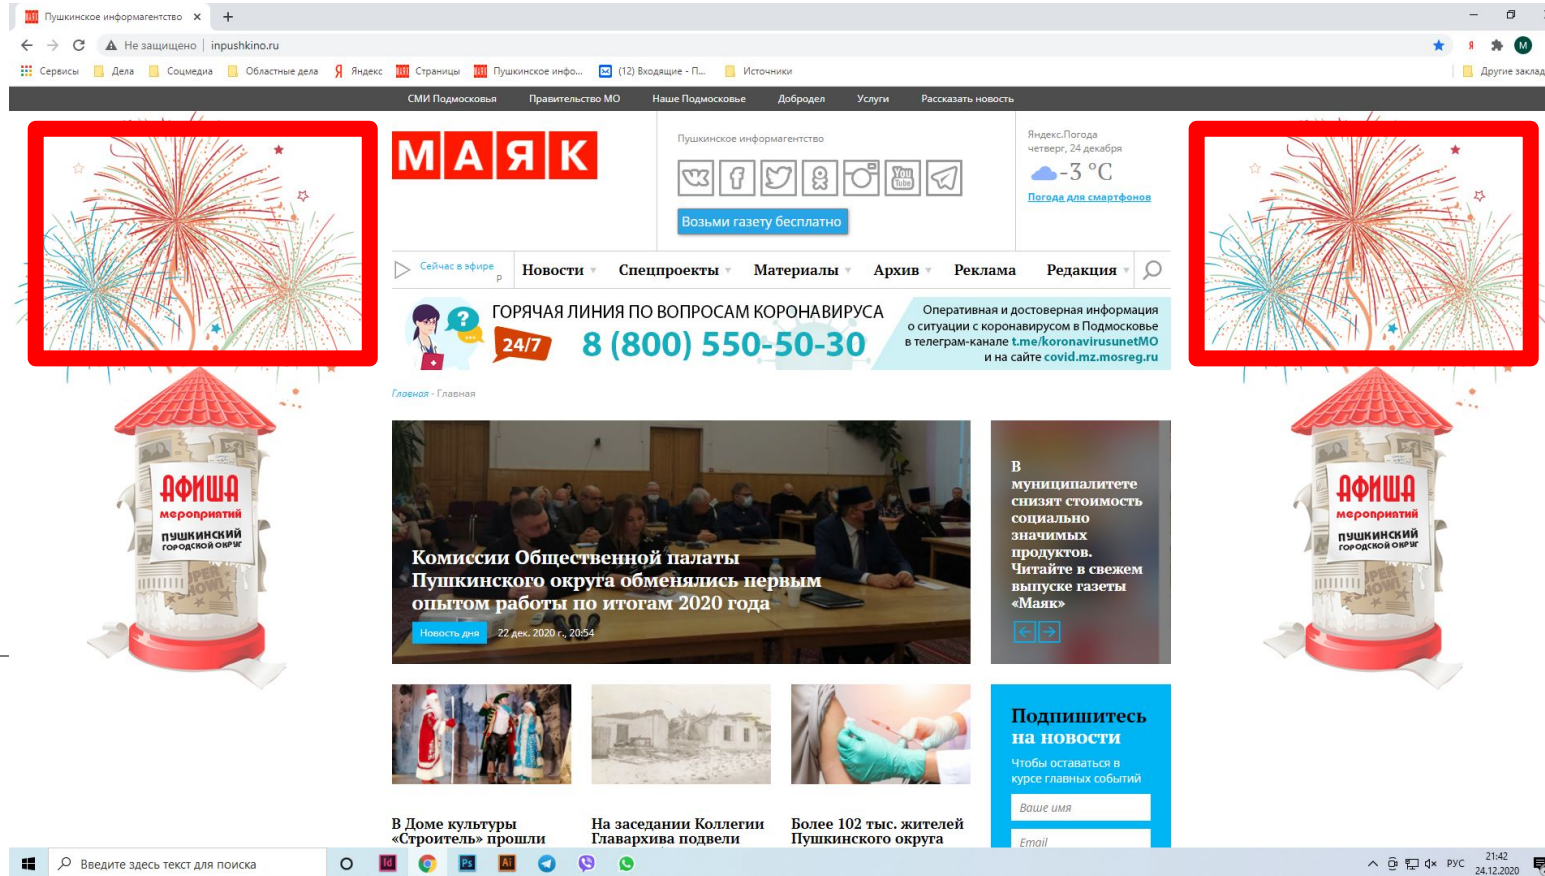 Пушкинское информагентство
Не защищено
inpushkino.ru
Я
М
Сервисы
Дела
Соцмедиа
Областные дела
Яндекс
Страницы
Пушкинское инфо...
(12) Входящие - П...
Источники
Другие заклад
СМИ Подмосковья
Правительство МО
Наше Подмосковье
Добродел
Услуги
Рассказать новость
МАЯК
Пушкинское информагентство
You Tube
Возьми газету бесплатно
Яндекс.Погода
четверг, 24 декабря
-3 °C
Погода для смартфонов
Сейчас в эфире
Р
Новости
Спецпроекты
Материалы
Архив
Реклама
Редакция
ГОРЯЧАЯ ЛИНИЯ ПО ВОПРОСАМ КОРОНАВИРУСА
24/7
8 (800) 550-50-30
Оперативная и достоверная информация
о ситуации с коронавирусом в Подмосковье
в телеграм-канале t.me/koronavirusunetMO
и на сайте covid.mz.mosreg.ru
Главная - Главная
АФИША
мероприятий
ПУШКИНСКИЙ
ГОРОДСКОЙ ОКРУГ
Комиссии Общественной палаты
Пушкинского округа обменялись первым
опытом работы по итогам 2020 года
Новость дня
22 дек. 2020 г., 20:54
В
муниципалитете
снизят стоимость
социально
значимых
продуктов.
Читайте в свежем
выпуске газеты
«Маяк»
АФИША
мероприятий
ПУШКИНСКИЙ
ГОРОДСКОЙ ОКРУГ
В Доме культуры
«Строитель» прошли
На заседании Коллегии
Главархива подвели
Более 102 тыс. жителей
Пушкинского округа
Подпишитесь
на новости
Чтобы оставаться в
курсе главных событий
Ваше имя
Email
Введите здесь текст для поиска
Id
Ps
Ai
РУС
21:42
24.12.2020